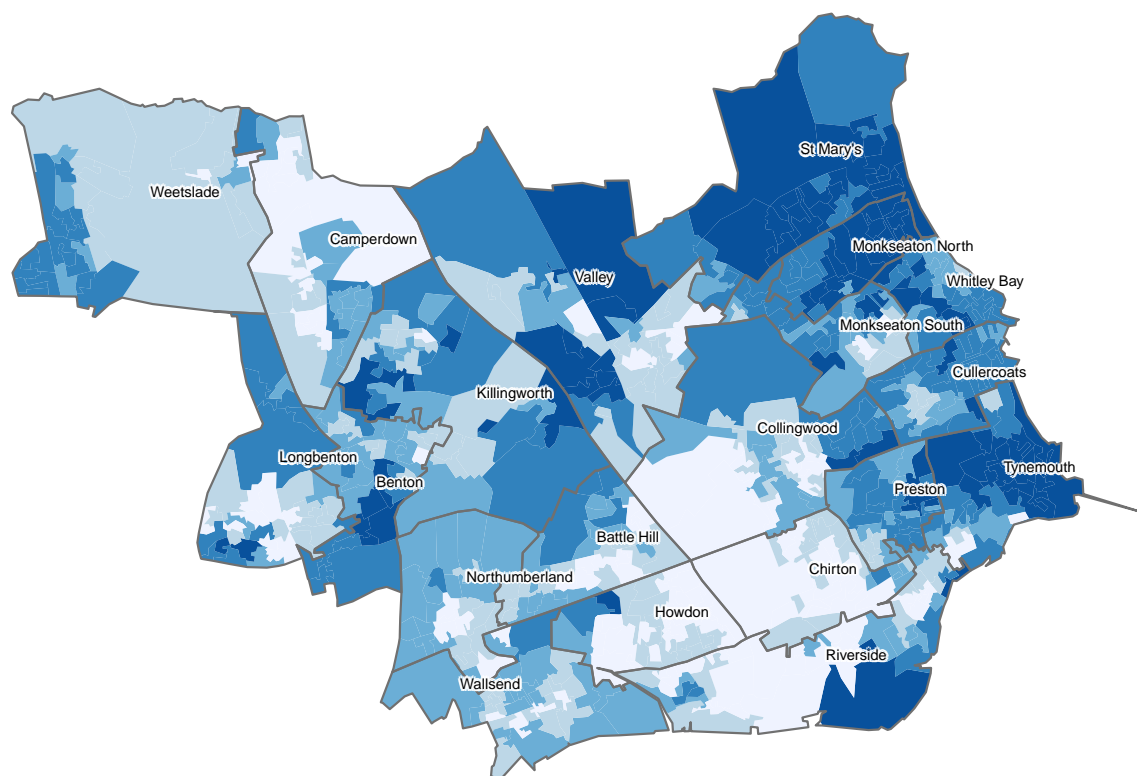 St Mary's
Weetslade
Camperdown
Monkseaton North
Valley
Whitley Bay
Monkseaton South
Cullercoats
Killingworth
Collingwood
Longbenton
Tynemouth
Benton
Preston
Battle Hill
Chirton
Northumberland
Howdon
Riverside
Wallsend